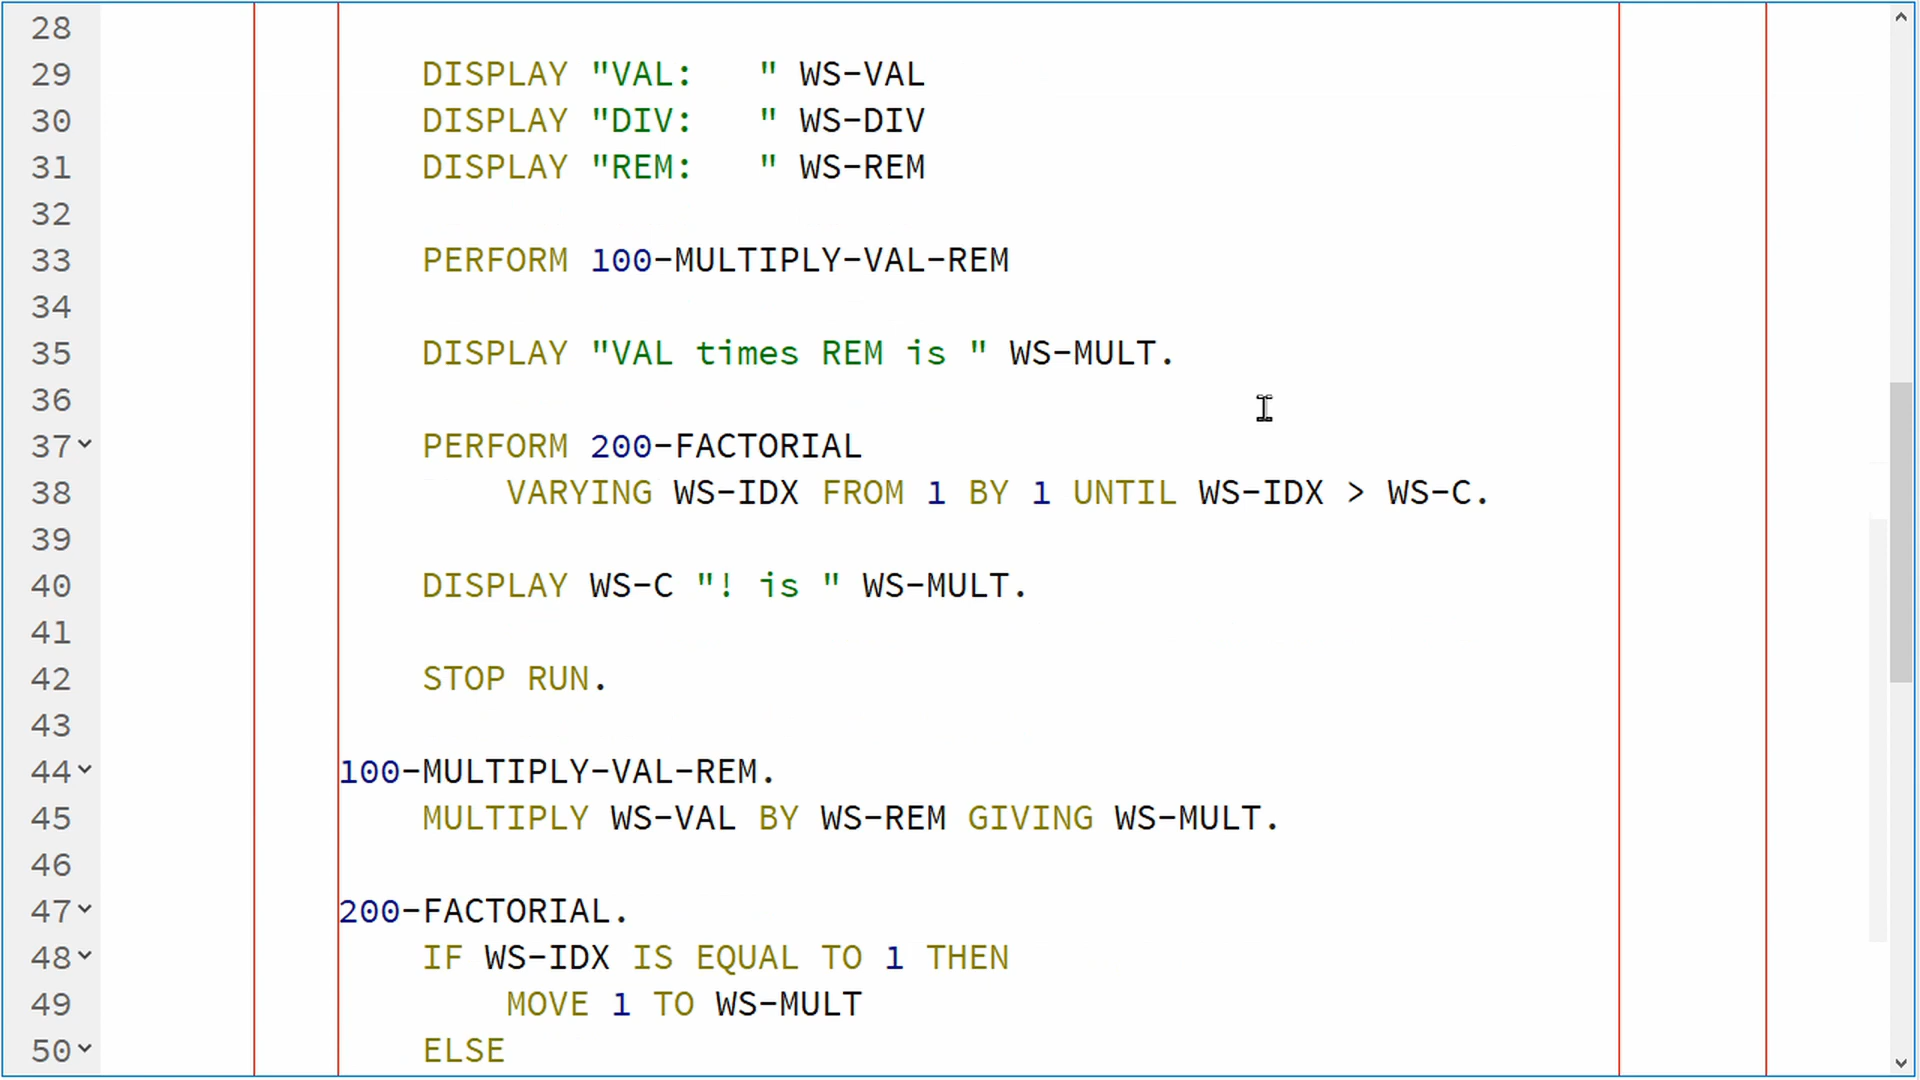 28
29 DISPLAY "VAL:   " WS-VAL
30 DISPLAY "DIV:   " WS-DIV
31 DISPLAY "REM:   " WS-REM
32
33 PERFORM 100-MULTIPLY-VAL-REM
34
35 DISPLAY "VAL times REM is " WS-MULT.
36
37 PERFORM 200-FACTORIAL
38 VARYING WS-IDX FROM 1 BY 1 UNTIL WS-IDX > WS-C.
39
40 DISPLAY WS-C "! is " WS-MULT.
41
42 STOP RUN.
43
44 100-MULTIPLY-VAL-REM.
45 MULTIPLY WS-VAL BY WS-REM GIVING WS-MULT.
46
47 200-FACTORIAL.
48 IF WS-IDX IS EQUAL TO 1 THEN
49 MOVE 1 TO WS-MULT
50 ELSE